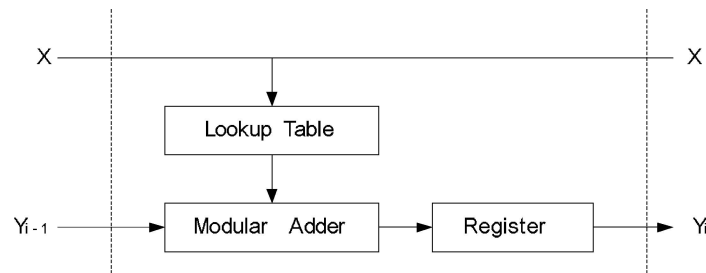 X X
Lookup Table
Yi-1 Modular Adder Register Yi